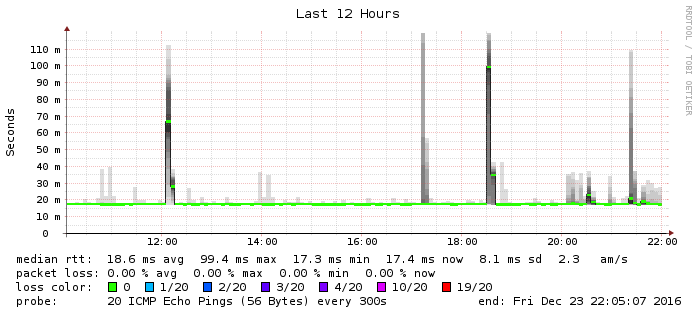 Last 12 Hours
RRDTOOL / TOBI OETIKER
Seconds
110 m
100 m
90 m
80 m
70 m
60 m
50 m
40 m
30 m
20 m
10 m
0
12:00 14:00 16:00 18:00 20:00 22:00
median rtt: 18.6 ms avg 99.4 ms max 17.3 ms min 17.4 ms now 8.1 ms sd 2.3 am/s
packet loss: 0.00 % avg 0.00 % max 0.00 % min 0.00 % now
loss color: 0 1/20 2/20 3/20 4/20 10/20 19/20
probe: 20 ICMP Echo Pings (56 Bytes) every 300s end: Fri Dec 23 22:05:07 2016